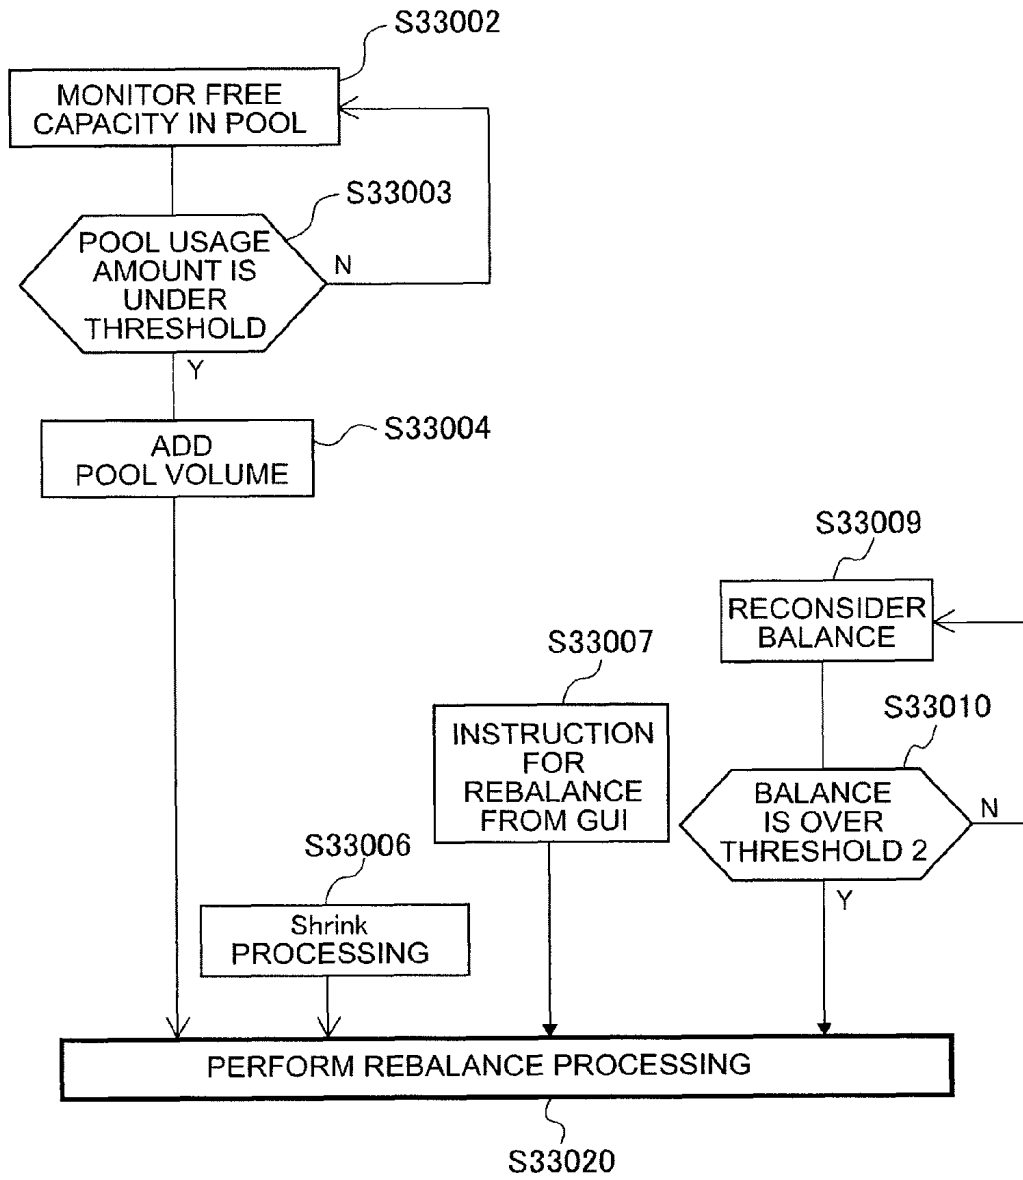 S33002
MONITOR FREE
CAPACITY IN POOL
S33003
POOL USAGE
AMOUNT IS
UNDER
THRESHOLD
N
Y
S33004
ADD
POOL VOLUME
S33009
RECONSIDER
BALANCE
S33007
INSTRUCTION
FOR
REBALANCE
FROM GUI
S33010
BALANCE
IS OVER
THRESHOLD 2
N
Y
S33006
Shrink
PROCESSING
PERFORM REBALANCE PROCESSING
S33020